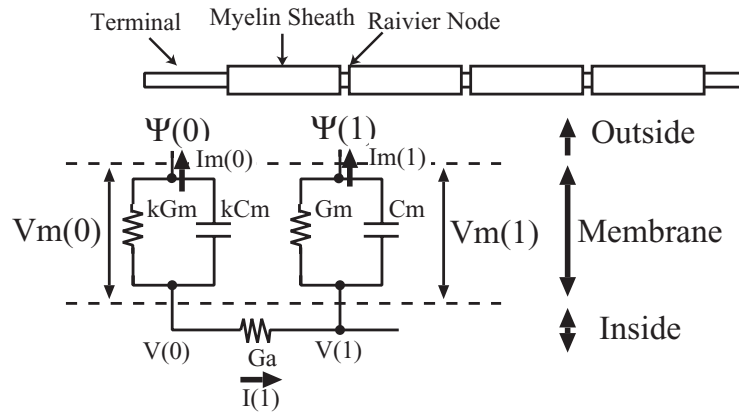 Myelin Sheath
Terminal
Raivier Node
Ψ(0)
Ψ(1)
Outside
Im(0)
Im(1)
kGm
kCm
Gm
Cm
Vm(0)
Vm(1)
Membrane
V(0)
V(1)
Inside
Ga
I(1)